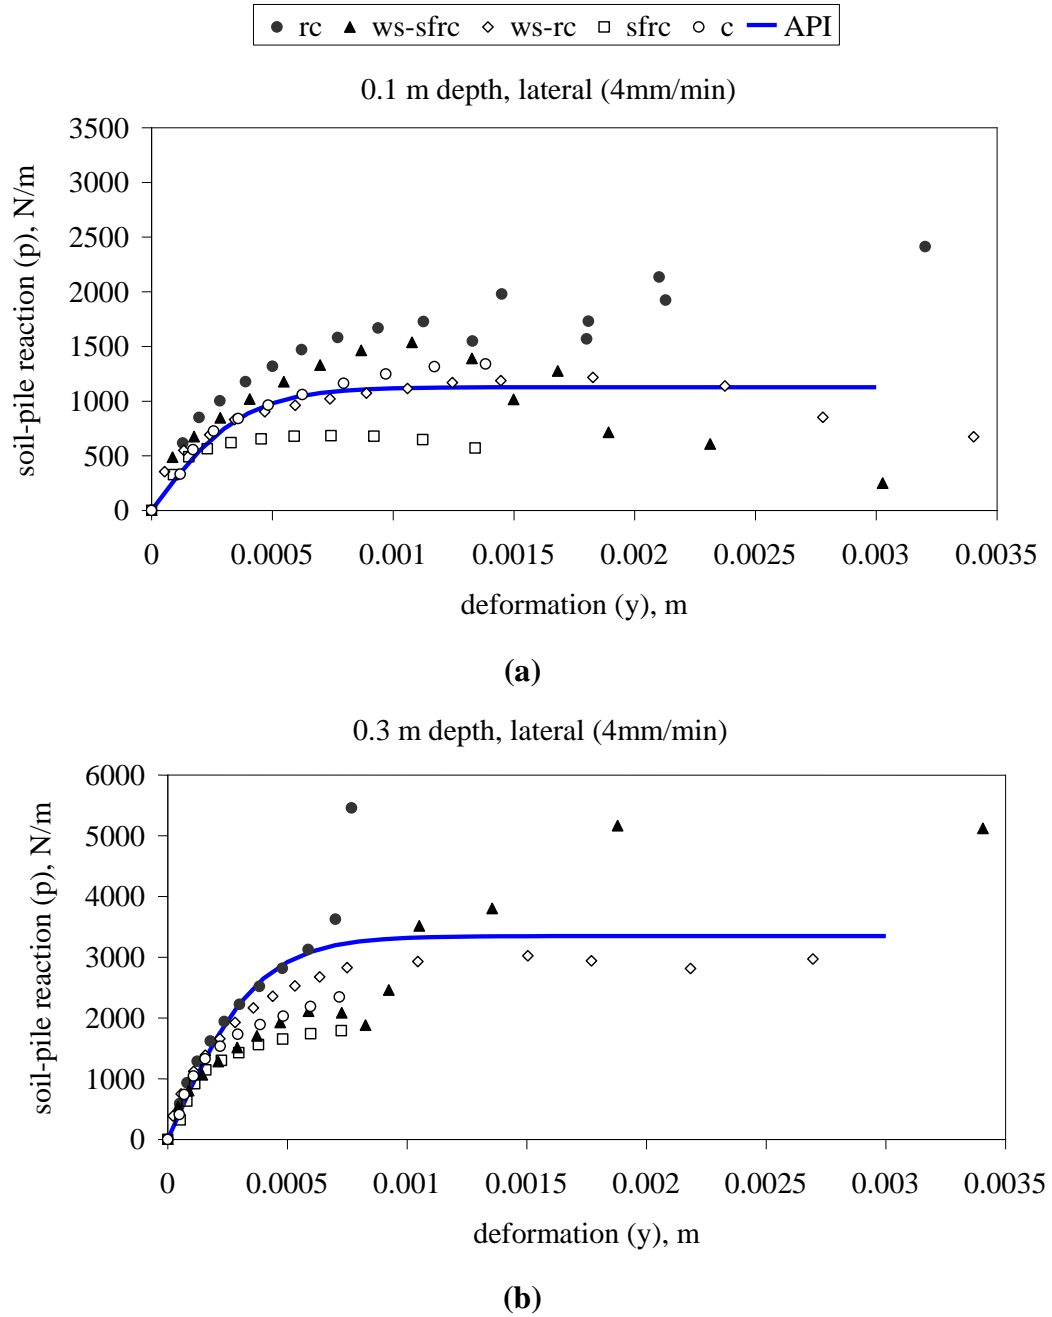 rc ws-sfrc ws-rc sfrc c API
0.1 m depth, lateral (4mm/min)
3500
3000
2500
2000
1500
1000
500
0
soil-pile reaction (p), N/m
0 0.0005 0.001 0.0015 0.002 0.0025 0.003 0.0035
deformation (y), m
(a)
0.3 m depth, lateral (4mm/min)
6000
5000
4000
3000
2000
1000
0
soil-pile reaction (p), N/m
0 0.0005 0.001 0.0015 0.002 0.0025 0.003 0.0035
deformation (y), m
(b)